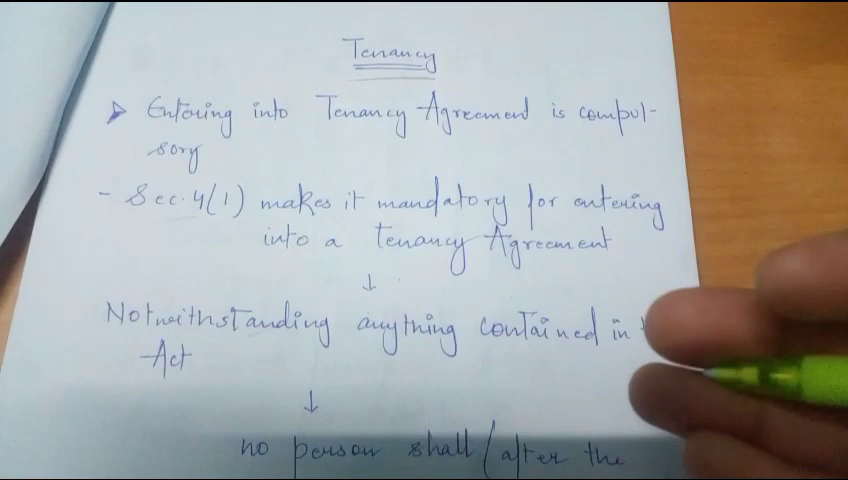 Tenancy
Entering into Tenancy Agreement is compul-
sory
- Sec.4(1) makes it mandatory for entering
into a Tenancy Agreement
↓
Notwithstanding anything contained in
Act
↓
no person shall (after the